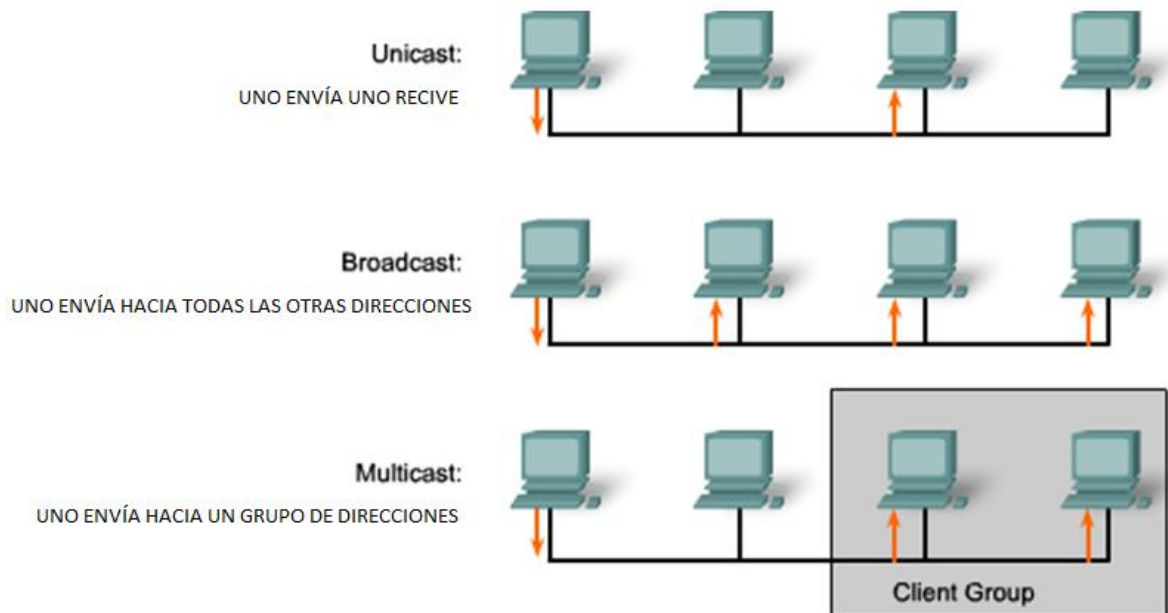 Unicast:
UNO ENVÍA UNO RECIVE
Broadcast:
UNO ENVÍA HACIA TODAS LAS OTRAS DIRECCIONES
Multicast:
UNO ENVÍA HACIA UN GRUPO DE DIRECCIONES
Client Group